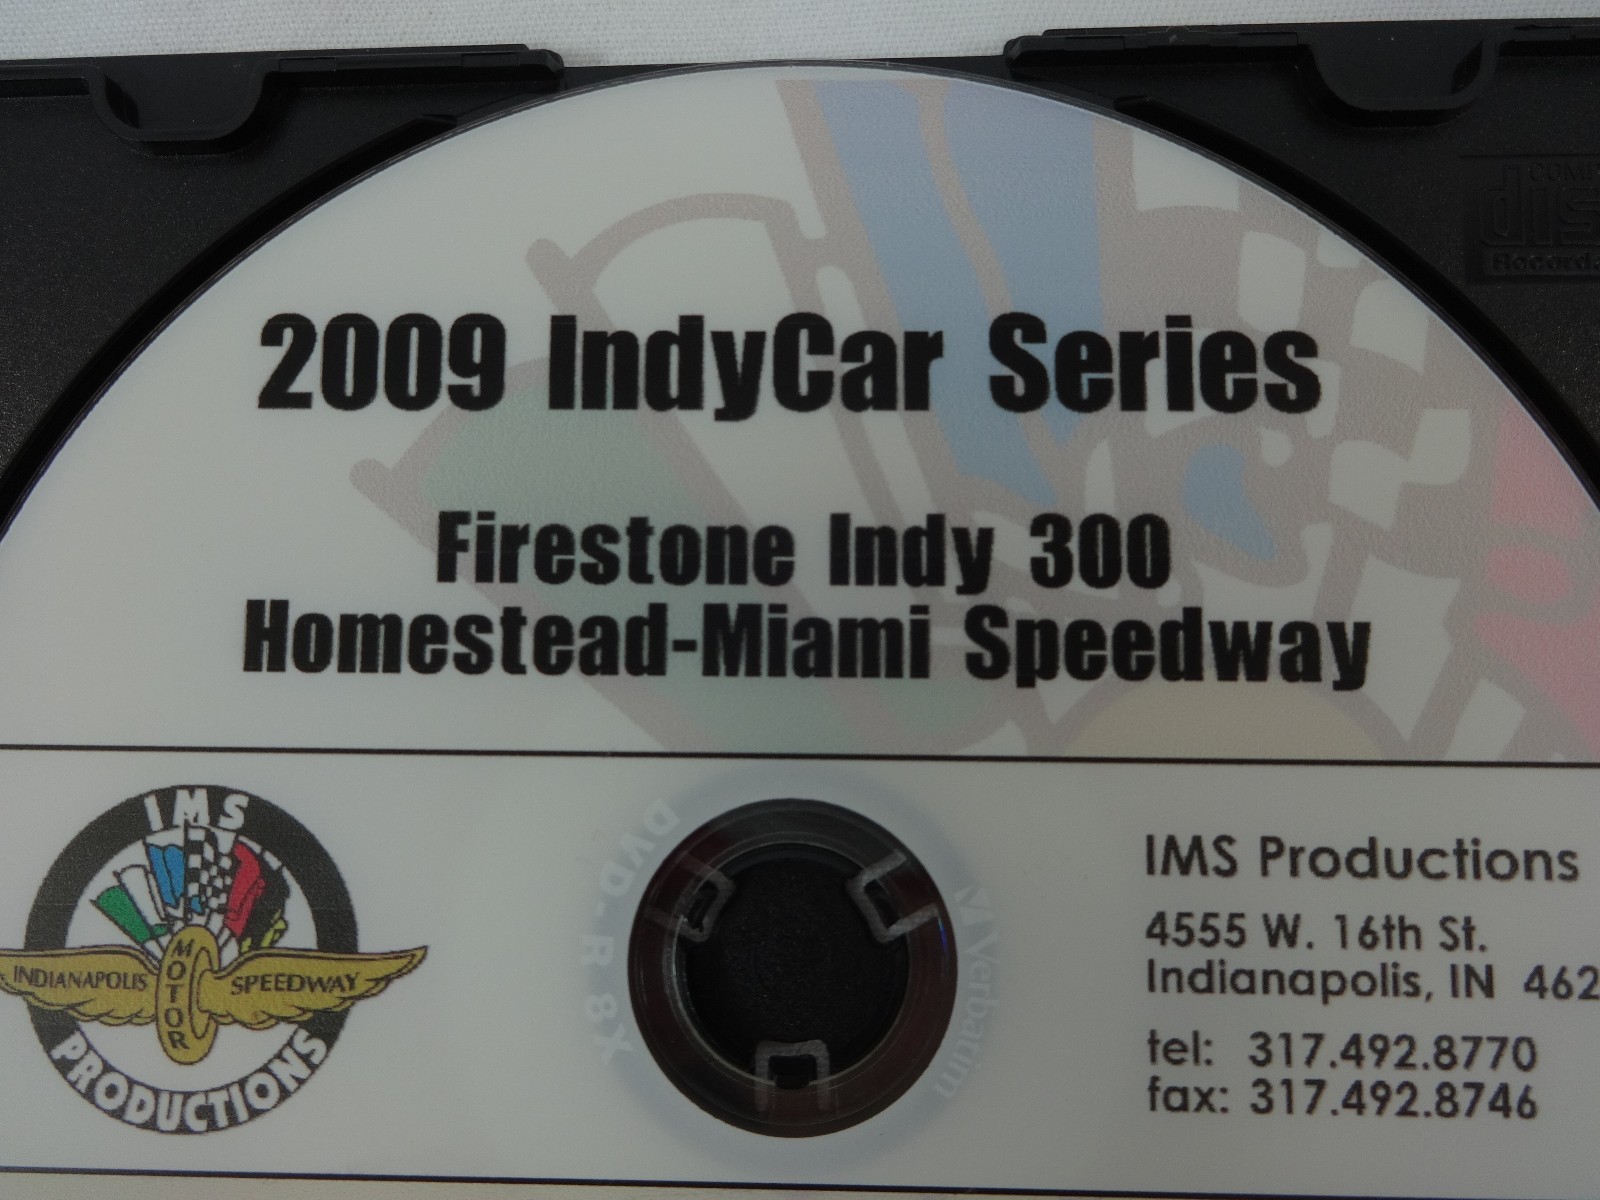 2009 IndyCar Series
Firestone Indy 300
Homestead-Miami Speedway
IMS
INDIANAPOLIS MOTOR SPEEDWAY
PRODUCTIONS
DVD-R 8X
Verbatim
IMS Productions
4555 W. 16th St.
Indianapolis, IN 462
tel: 317.492.8770
fax: 317.492.8746